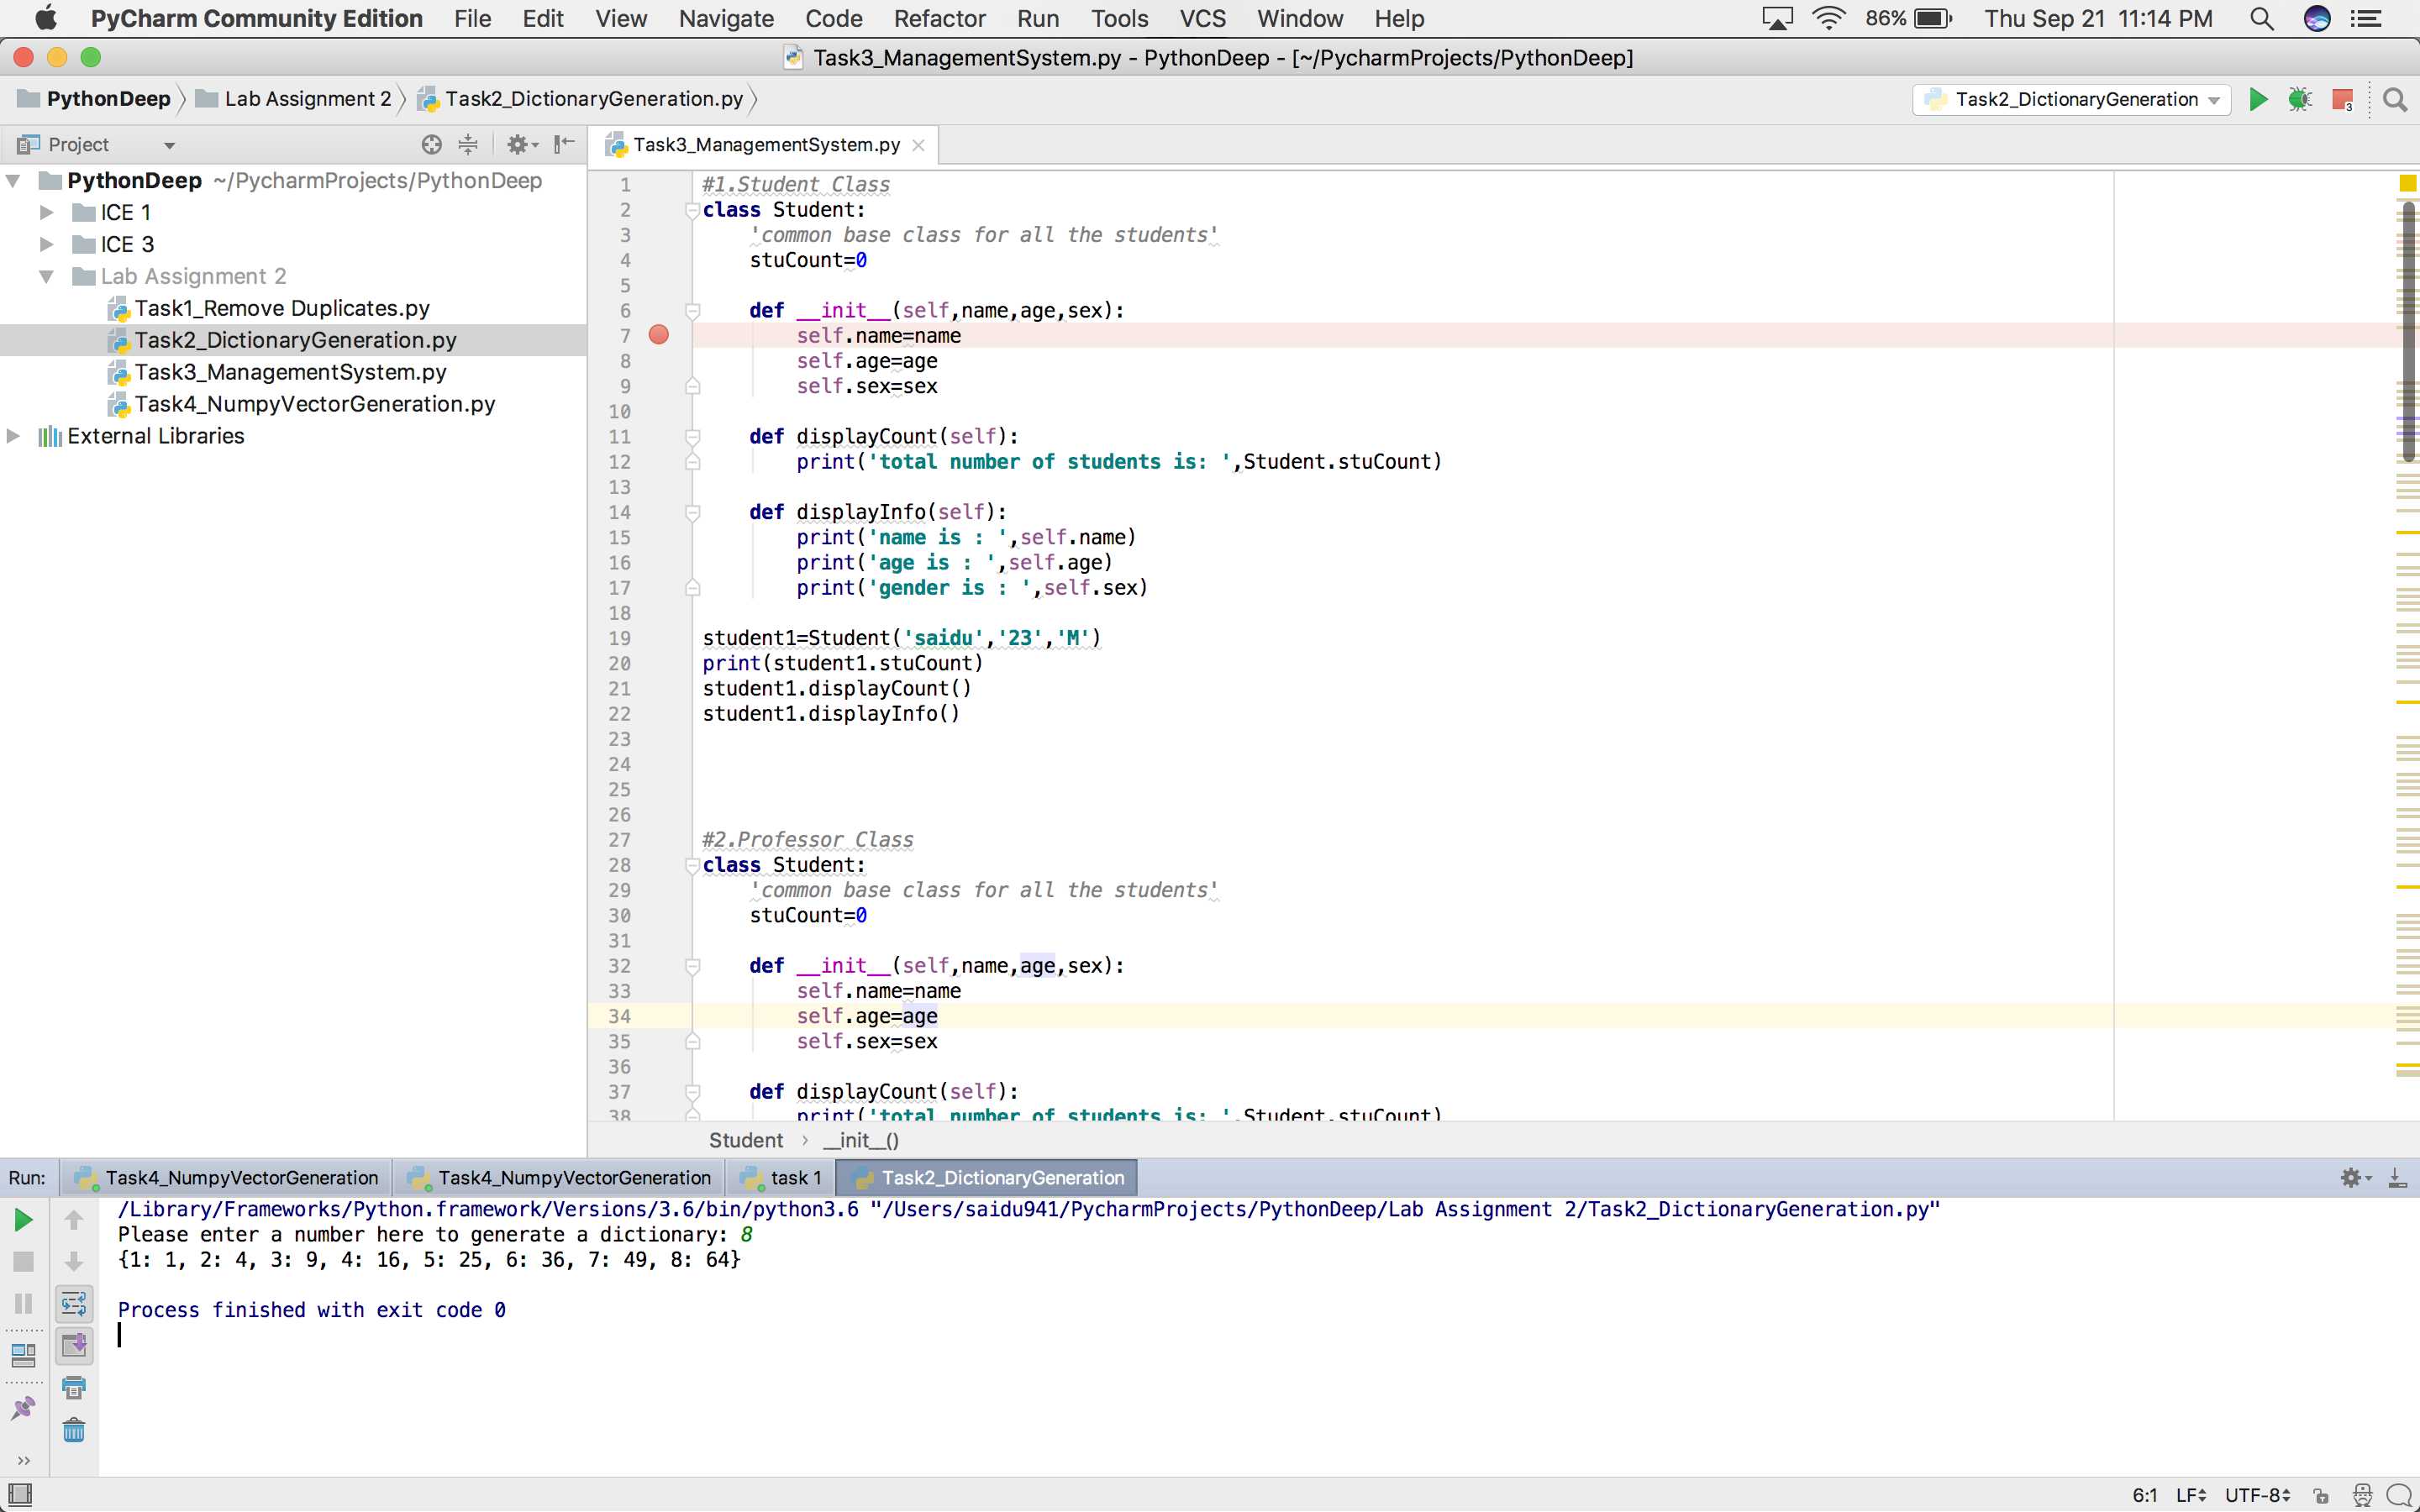 PyCharm Community Edition File Edit View Navigate Code Refactor Run Tools VCS Window Help 86% Thu Sep 21 11:14 PM
Task3_ManagementSystem.py - PythonDeep - [~/PycharmProjects/PythonDeep]
PythonDeep Lab Assignment 2 Task2_DictionaryGeneration.py Task2_DictionaryGeneration 3
Project
PythonDeep ~/PycharmProjects/PythonDeep
ICE 1
ICE 3
Lab Assignment 2
Task1_Remove Duplicates.py
Task2_DictionaryGeneration.py
Task3_ManagementSystem.py
Task4_NumpyVectorGeneration.py
External Libraries
Task3_ManagementSystem.py
1 #1.Student Class
2 class Student:
3 'common base class for all the students'
4 stuCount=0
5
6 def __init__(self,name,age,sex):
7 self.name=name
8 self.age=age
9 self.sex=sex
10
11 def displayCount(self):
12 print('total number of students is: ',Student.stuCount)
13
14 def displayInfo(self):
15 print('name is : ',self.name)
16 print('age is : ',self.age)
17 print('gender is : ',self.sex)
18
19 student1=Student('saidu','23','M')
20 print(student1.stuCount)
21 student1.displayCount()
22 student1.displayInfo()
23
24
25
26
27 #2.Professor Class
28 class Student:
29 'common base class for all the students'
30 stuCount=0
31
32 def __init__(self,name,age,sex):
33 self.name=name
34 self.age=age
35 self.sex=sex
36
37 def displayCount(self):
38 print('total number of students is: ',Student.stuCount)
Student › __init__()
Run: Task4_NumpyVectorGeneration Task4_NumpyVectorGeneration task 1 Task2_DictionaryGeneration
/Library/Frameworks/Python.framework/Versions/3.6/bin/python3.6 "/Users/saidu941/PycharmProjects/PythonDeep/Lab Assignment 2/Task2_DictionaryGeneration.py"
Please enter a number here to generate a dictionary: 8
{1: 1, 2: 4, 3: 9, 4: 16, 5: 25, 6: 36, 7: 49, 8: 64}
Process finished with exit code 0
6:1 LF UTF-8